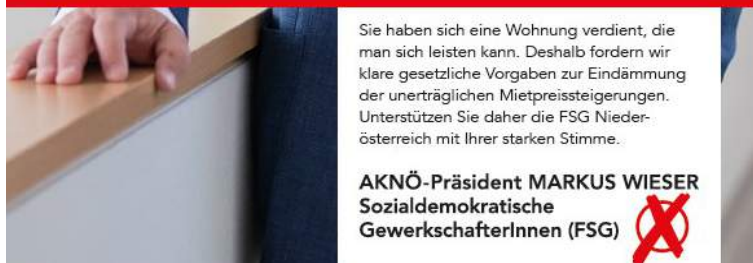 Sie haben sich eine Wohnung verdient, die
man sich leisten kann. Deshalb fordern wir
klare gesetzliche Vorgaben zur Eindämmung
der unerträglichen Mietpreissteigerungen.
Unterstützen Sie daher die FSG Nieder-
österreich mit Ihrer starken Stimme.
AKNÖ-Präsident MARKUS WIESER
Sozialdemokratische
GewerkschafterInnen (FSG)